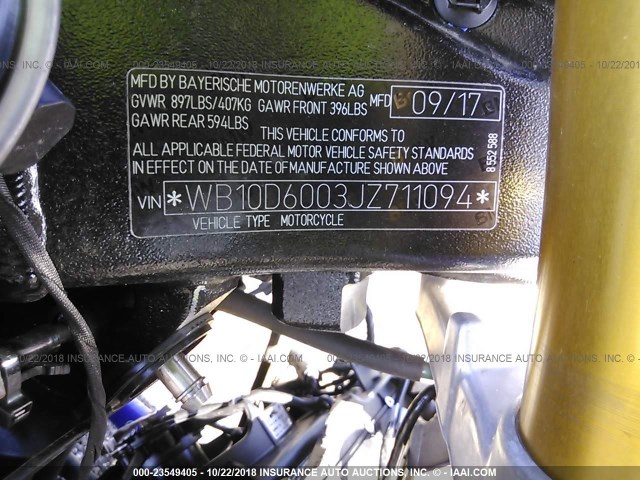 MFD BY BAYERISCHE MOTORENWERKE AG
GVWR 897LBS/407KG GAWR FRONT 396LBS MFD 09/17
GAWR REAR 594LBS
THIS VEHICLE CONFORMS TO
ALL APPLICABLE FEDERAL MOTOR VEHICLE SAFETY STANDARDS
IN EFFECT ON THE DATE OF MANUFACTURE SHOWN ABOVE
8 552 588
VIN *WB10D6003JZ711094*
VEHICLE TYPE MOTORCYCLE
000-23549405 - 10/22/2018 INSURANCE AUTO AUCTIONS, INC. - © IAAI.COM